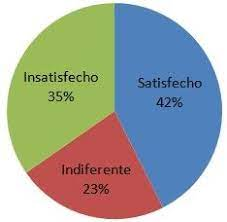 Insatisfecho
35%
Satisfecho
42%
Indiferente
23%